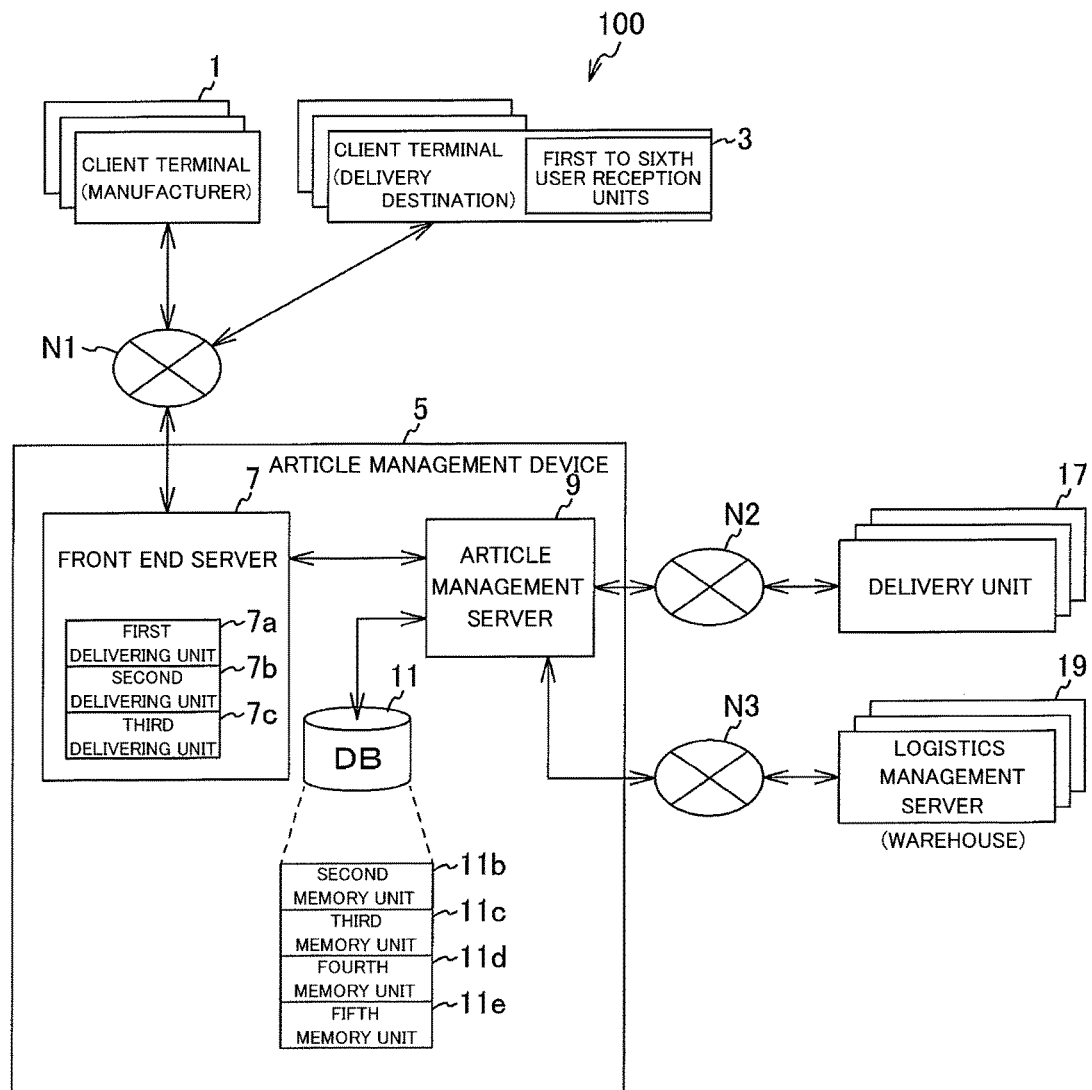 100
1
CLIENT TERMINAL
(MANUFACTURER)
CLIENT TERMINAL
(DELIVERY
DESTINATION)
FIRST TO SIXTH
USER RECEPTION
UNITS
3
N1
5
ARTICLE MANAGEMENT DEVICE
7
FRONT END SERVER
FIRST
DELIVERING UNIT
7a
SECOND
DELIVERING UNIT
7b
THIRD
DELIVERING UNIT
7c
9
ARTICLE
MANAGEMENT
SERVER
11
DB
SECOND
MEMORY UNIT
11b
THIRD
MEMORY UNIT
11c
FOURTH
MEMORY UNIT
11d
FIFTH
MEMORY UNIT
11e
N2
17
DELIVERY UNIT
N3
19
LOGISTICS
MANAGEMENT
SERVER
(WAREHOUSE)